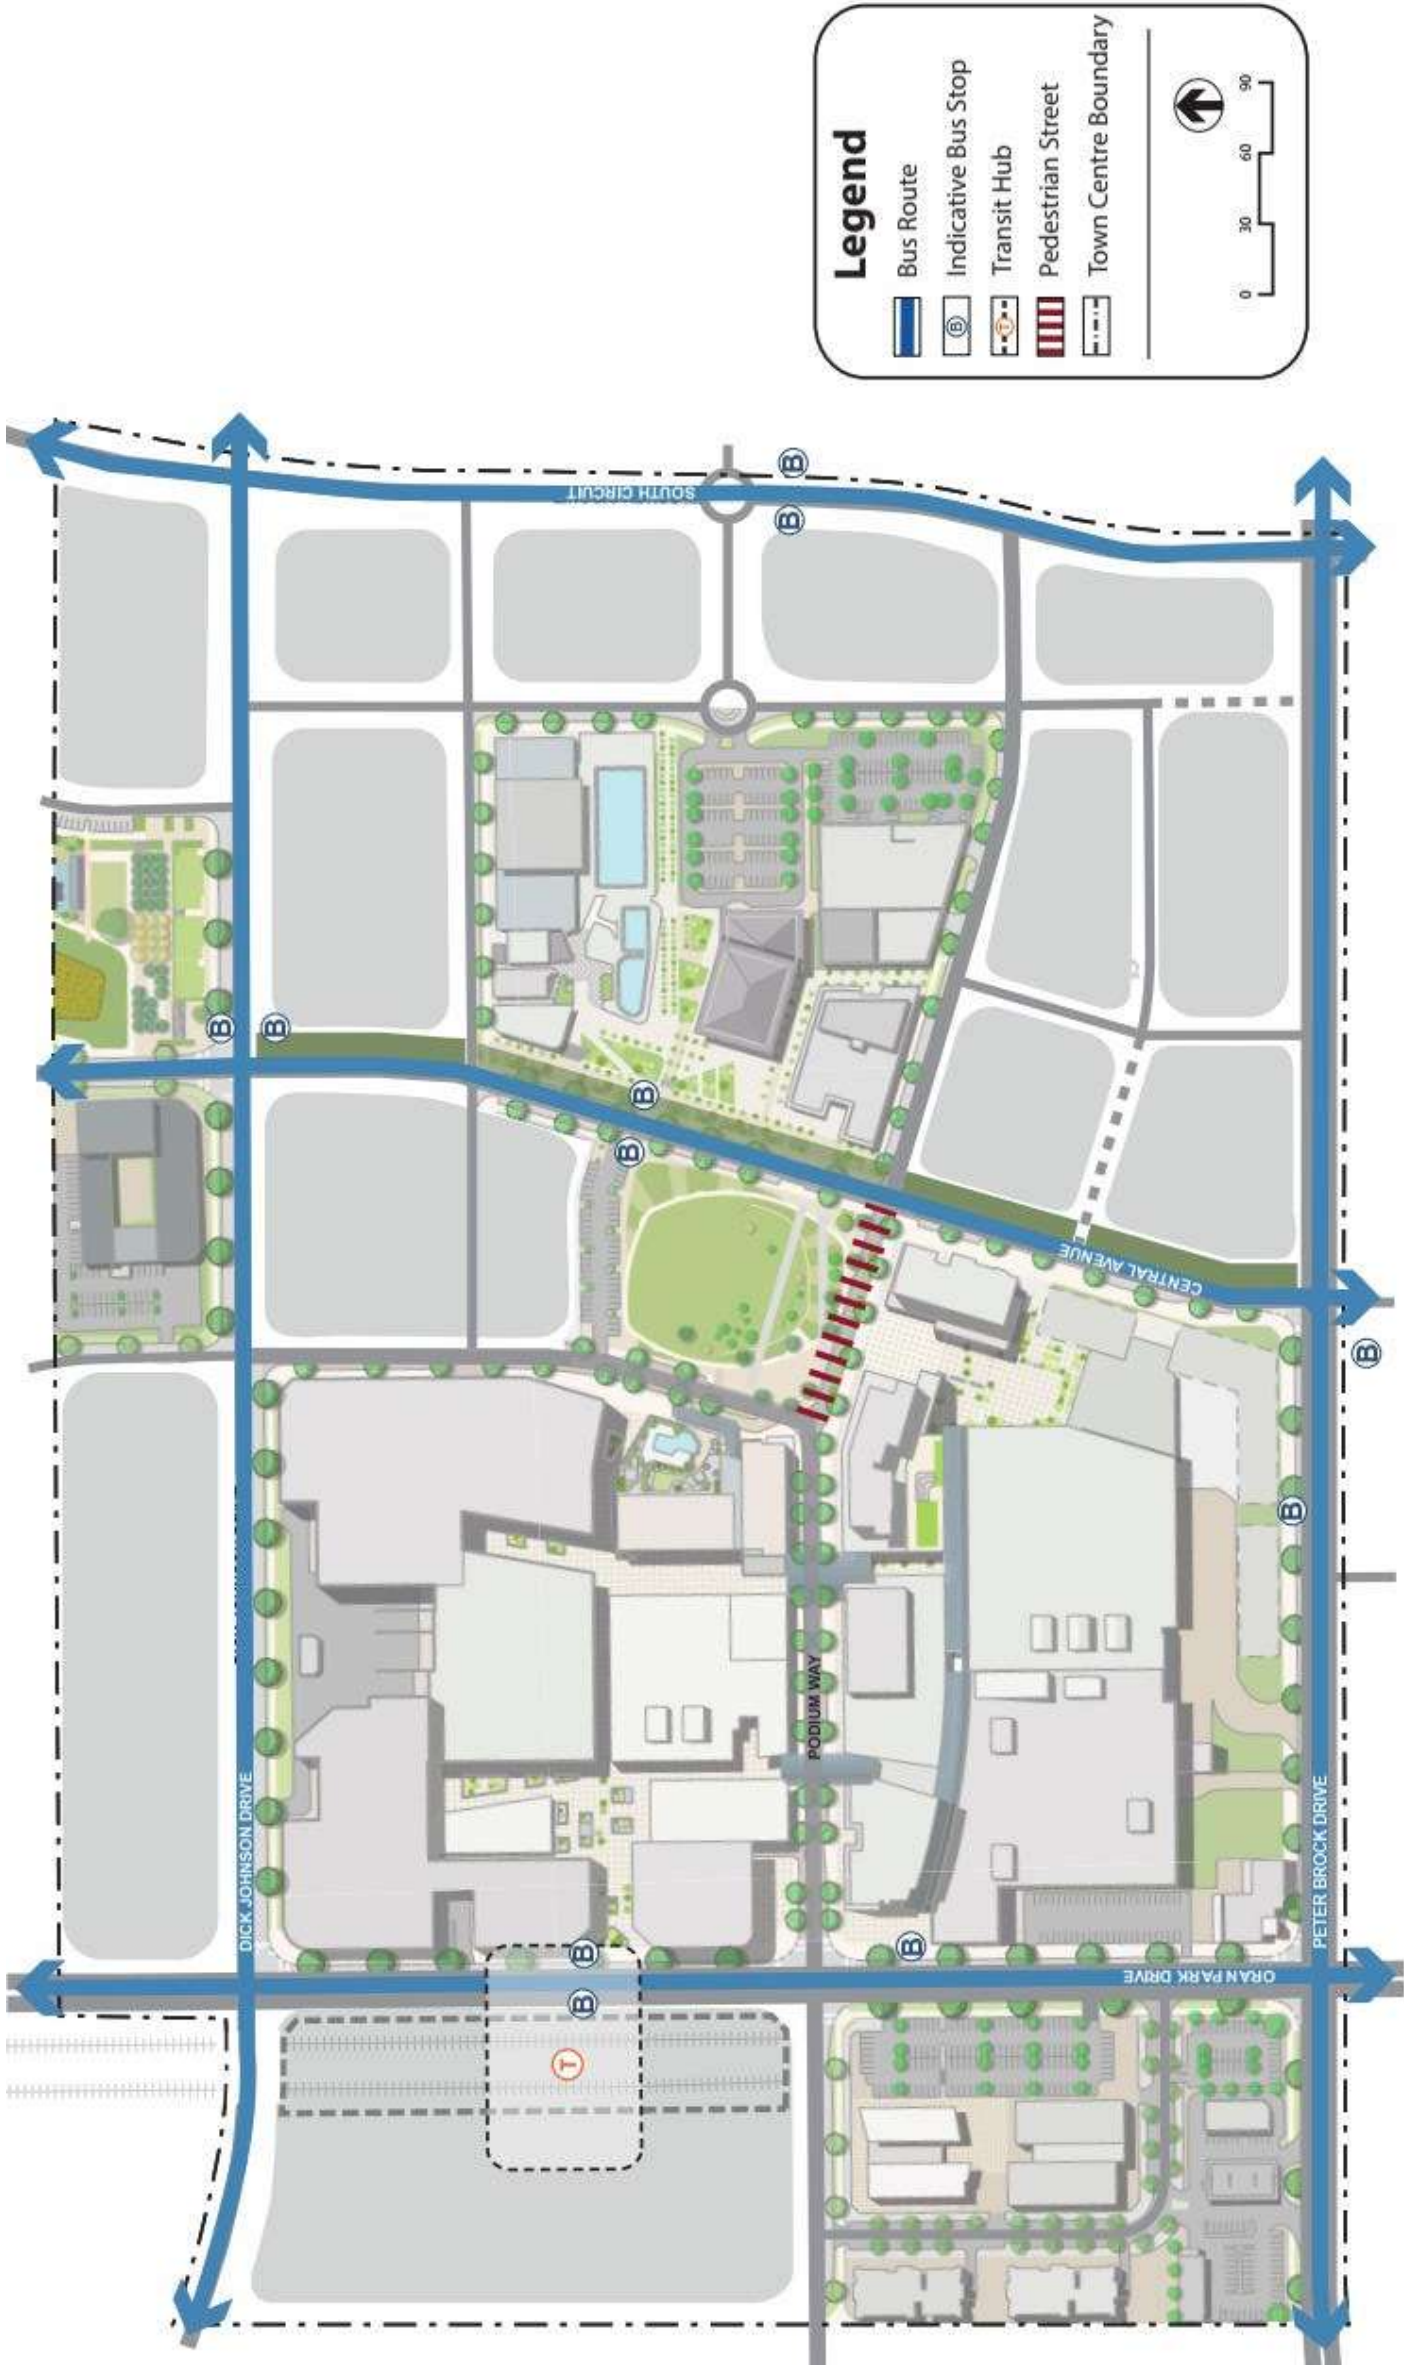 Legend
Bus Route
B Indicative Bus Stop
T Transit Hub
Pedestrian Street
Town Centre Boundary
0 30 60 90
SOUTH CIRCUIT
B
B
B
B
B
B
CENTRAL AVENUE
B
B
PODIUM WAY
DICK JOHNSON DRIVE
PETER BROCK DRIVE
B
B
B
ORAN PARK DRIVE
T